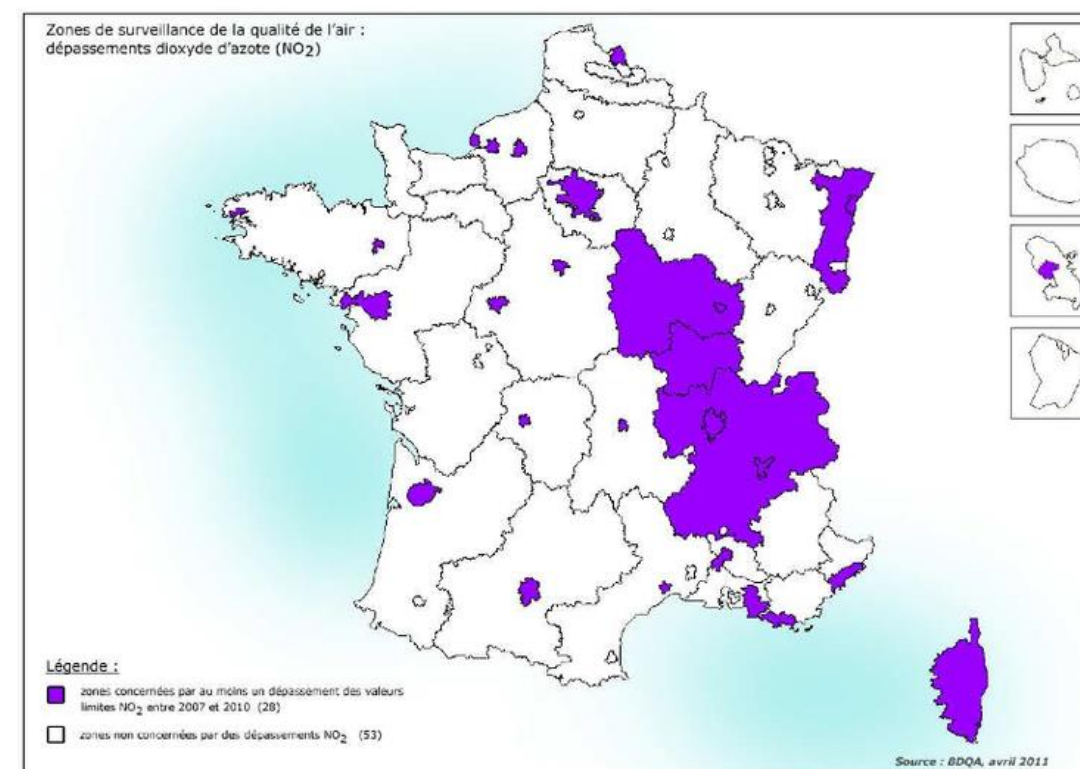 Zones de surveillance de la qualité de l'air :
dépassements dioxyde d'azote (NO₂)
Légende :
zones concernées par au moins un dépassement des valeurs
limites NO₂ entre 2007 et 2010 (28)
zones non concernées par des dépassements NO₂ (53)
Source : BDQA, avril 2011